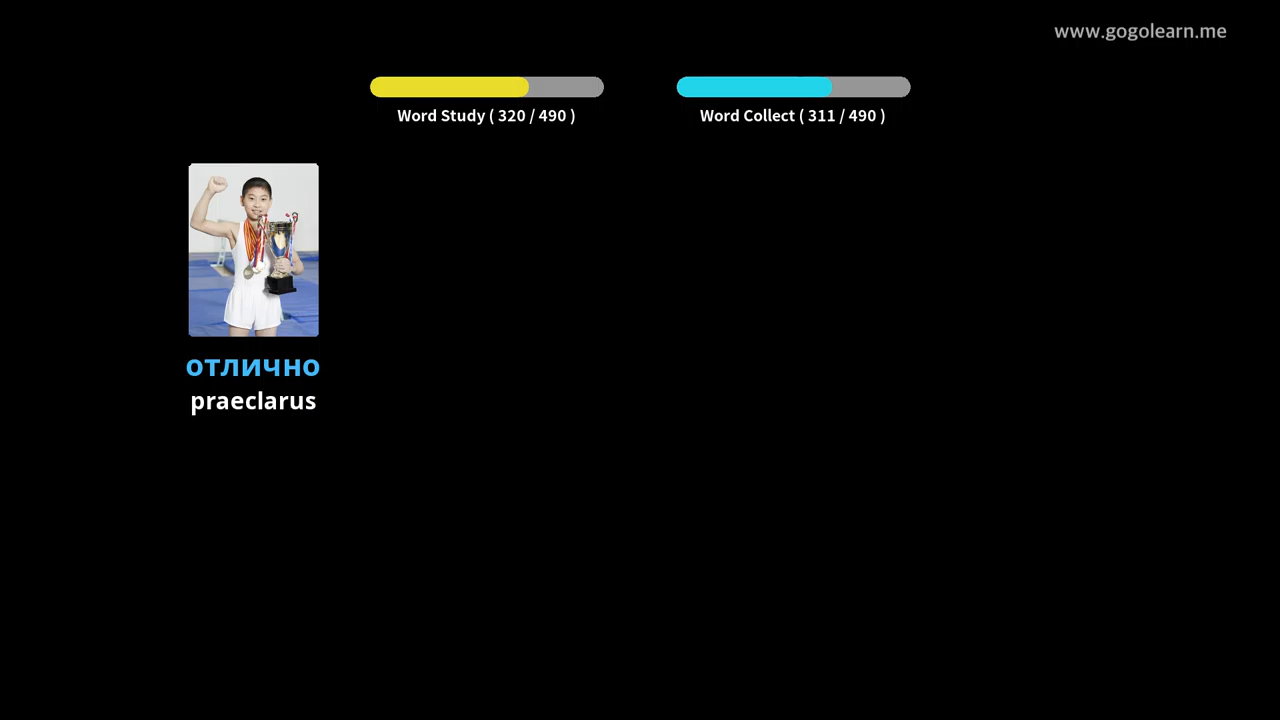 www.gogolearn.me
Word Study ( 320 / 490 )
Word Collect ( 311 / 490 )
отлично
praeclarus